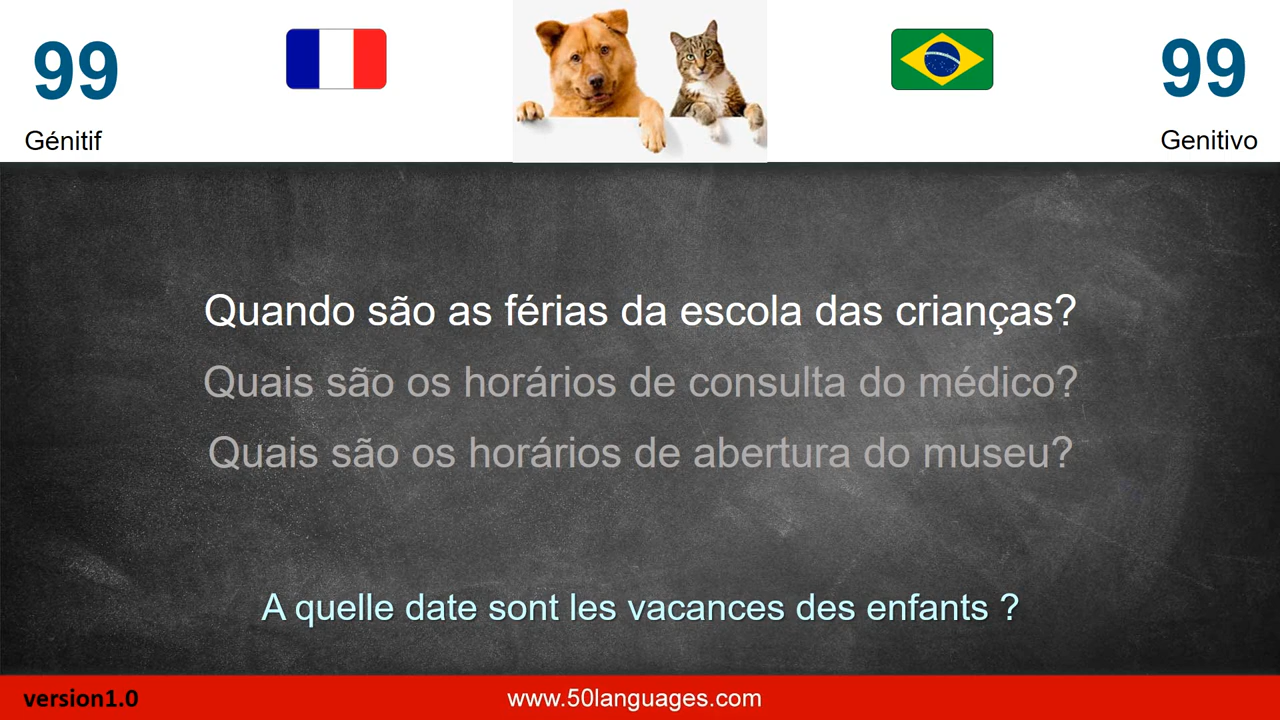 99
99
Génitif
Genitivo
Quando são as férias da escola das crianças?
Quais são os horários de consulta do médico?
Quais são os horários de abertura do museu?
A quelle date sont les vacances des enfants ?
version1.0
www.50languages.com